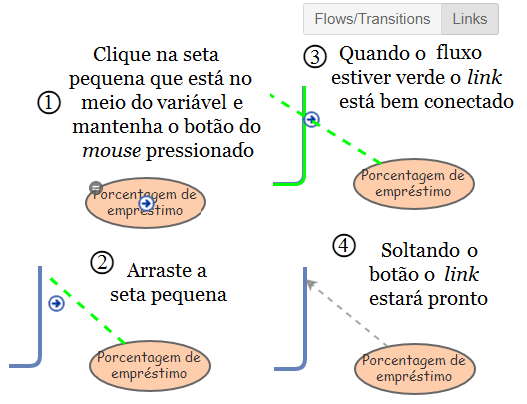 Flows/Transitions Links
① Clique na seta
pequena que está no
meio do variável e
mantenha o botão do
mouse pressionado
Porcentagem de
empréstimo
② Arraste a
seta pequena
Porcentagem de
empréstimo
③ Quando o fluxo
estiver verde o link
está bem conectado
Porcentagem de
empréstimo
④ Soltando o
botão o link
estará pronto
Porcentagem de
empréstimo